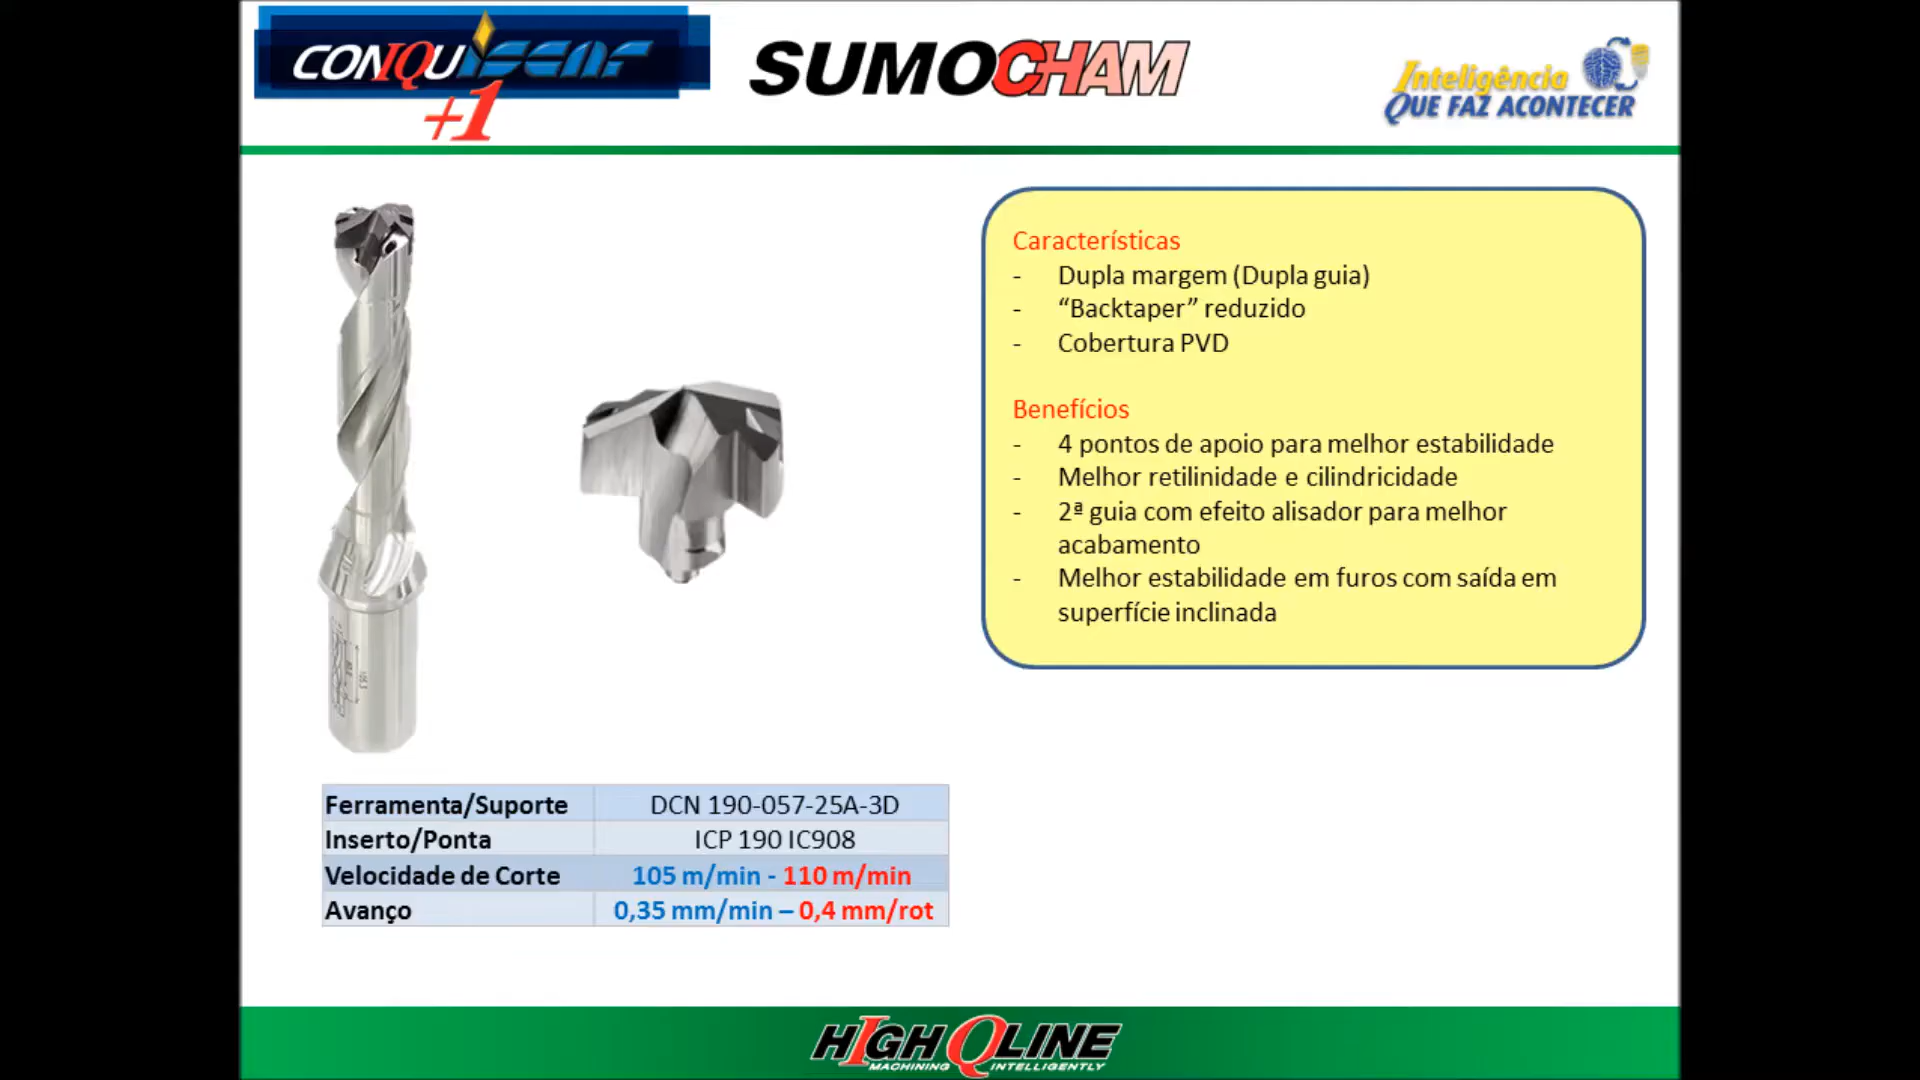 CONIQUISCAR
+1
SUMOCHAM
Inteligência
QUE FAZ ACONTECER
Características
- Dupla margem (Dupla guia)
- “Backtaper” reduzido
- Cobertura PVD
Benefícios
- 4 pontos de apoio para melhor estabilidade
- Melhor retilinidade e cilindricidade
- 2ª guia com efeito alisador para melhor
acabamento
- Melhor estabilidade em furos com saída em
superfície inclinada
Ferramenta/Suporte DCN 190-057-25A-3D
Inserto/Ponta ICP 190 IC908
Velocidade de Corte 105 m/min - 110 m/min
Avanço 0,35 mm/min – 0,4 mm/rot
HIGH QLINE
MACHINING INTELLIGENTLY